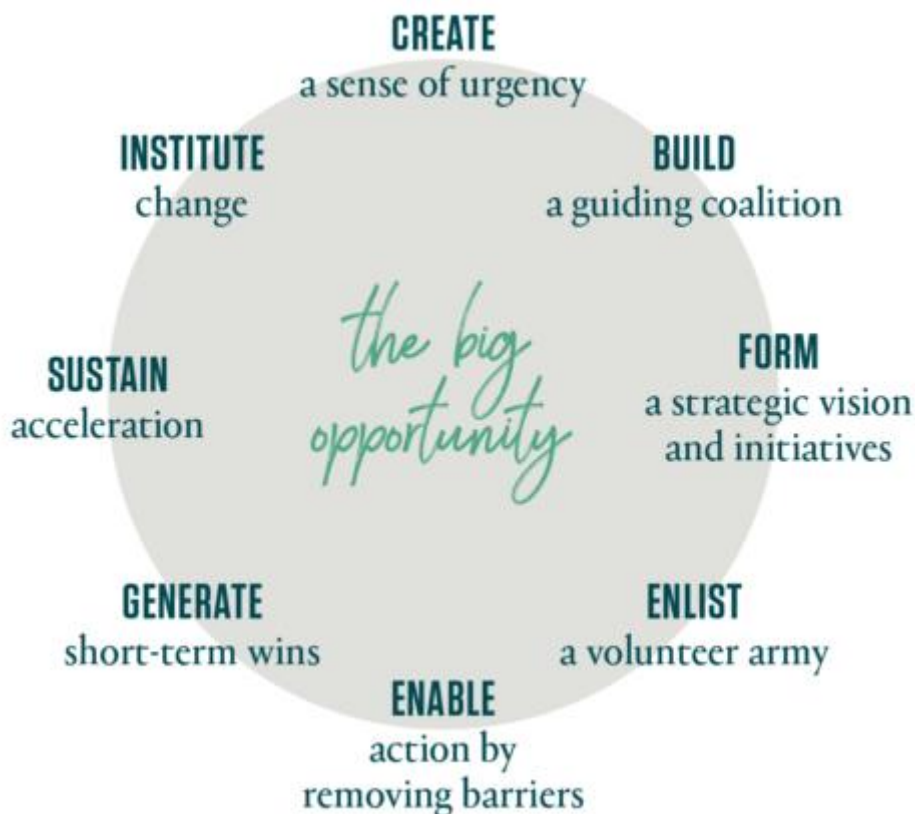 CREATE
a sense of urgency
BUILD
a guiding coalition
FORM
a strategic vision
and initiatives
ENLIST
a volunteer army
ENABLE
action by
removing barriers
GENERATE
short-term wins
SUSTAIN
acceleration
INSTITUTE
change
the big
opportunity